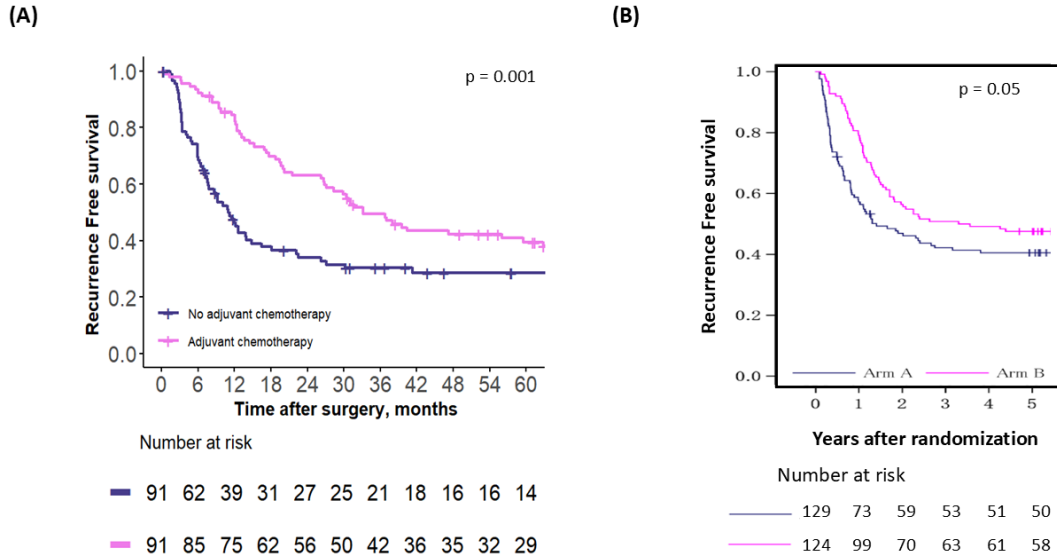 (A)
p = 0.001
Recurrence Free survival
1.0
0.8
0.6
0.4
0.2
0.0
No adjuvant chemotherapy
Adjuvant chemotherapy
0 6 12 18 24 30 36 42 48 54 60
Time after surgery, months
Number at risk
91 62 39 31 27 25 21 18 16 16 14
91 85 75 62 56 50 42 36 35 32 29
(B)
p = 0.05
Recurrence Free survival
1.0
0.8
0.6
0.4
0.2
0.0
Arm A Arm B
0 1 2 3 4 5
Years after randomization
Number at risk
129 73 59 53 51 50
124 99 70 63 61 58